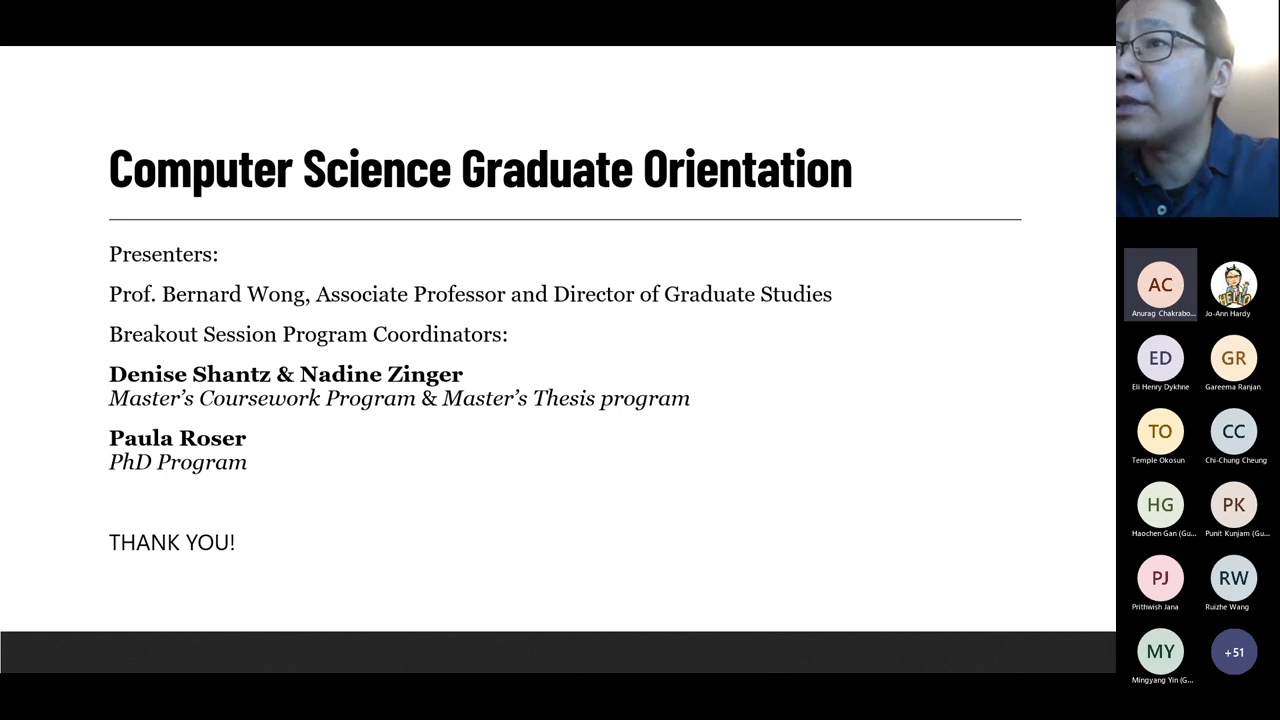 Computer Science Graduate Orientation
Presenters:
Prof. Bernard Wong, Associate Professor and Director of Graduate Studies
Breakout Session Program Coordinators:
Denise Shantz & Nadine Zinger
Master's Coursework Program & Master's Thesis program
Paula Roser
PhD Program
THANK YOU!
AC
Anurag Chakrabo...
HELLO
Jo-Ann Hardy
ED
Eli Henry Dykhne
GR
Gareema Ranjan
TO
Temple Okosun
CC
Chi-Chung Cheung
HG
Haochen Gan (Gu...
PK
Punit Kunjam (Gu...
PJ
Prithwish Jana
RW
Ruizhe Wang
MY
Mingyang Yin (G...
+51